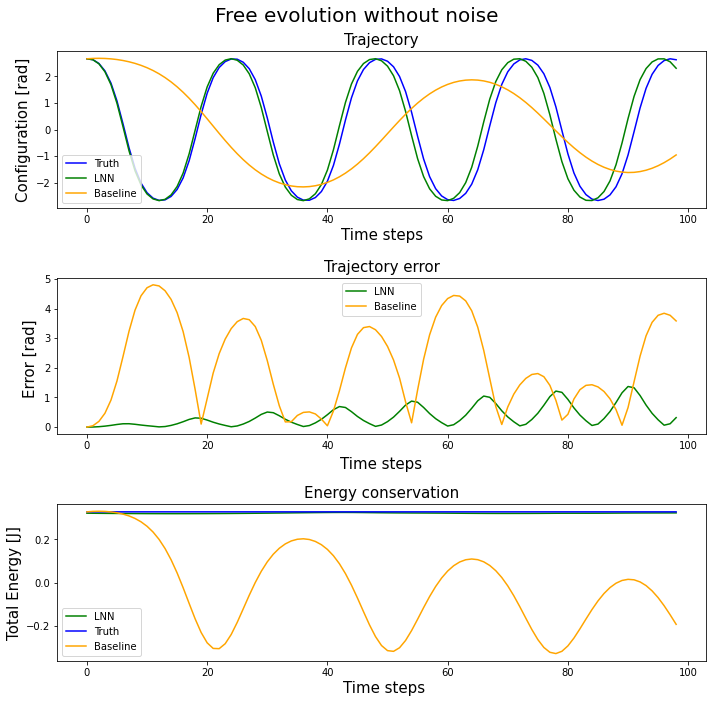 Free evolution without noise
Trajectory
Configuration [rad]
2
1
0
−1
−2
Truth
LNN
Baseline
0 20 40 60 80 100
Time steps
Trajectory error
Error [rad]
5
4
3
2
1
0
LNN
Baseline
0 20 40 60 80 100
Time steps
Energy conservation
Total Energy [J]
0.2
0.0
−0.2
LNN
Truth
Baseline
0 20 40 60 80 100
Time steps